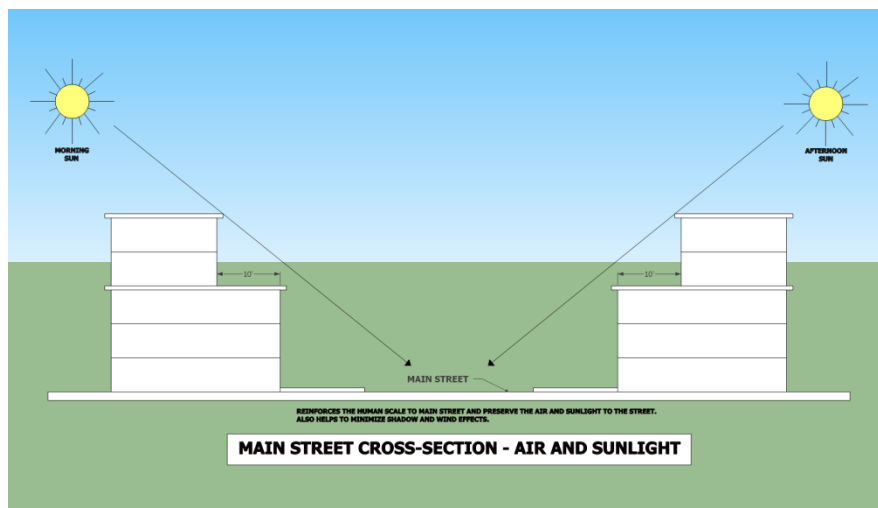 MORNING
SUN
AFTERNOON
SUN
10'
10'
MAIN STREET
REINFORCES THE HUMAN SCALE TO MAIN STREET AND PRESERVE THE AIR AND SUNLIGHT TO THE STREET.
ALSO HELPS TO MINIMIZE SHADOW AND WIND EFFECTS.
MAIN STREET CROSS-SECTION - AIR AND SUNLIGHT